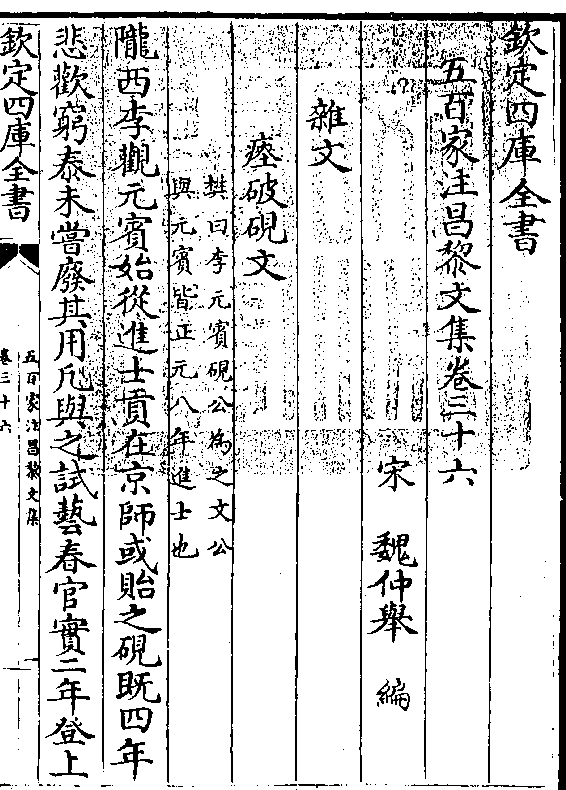 欽定四庫全書
五百家注昌黎文集卷三十六
宋 魏仲舉 編
雜文
瘞破硯文
樊曰李元賓硯公為之文公
與元賓皆正元八年進士也
隴西李觀元賓始從進士貢在京師或貽之硯既四年
悲歡窮泰未嘗廢其用凡與之試藝春官實二年登上
欽定四庫全書
五百家注昌黎文集
卷三十六